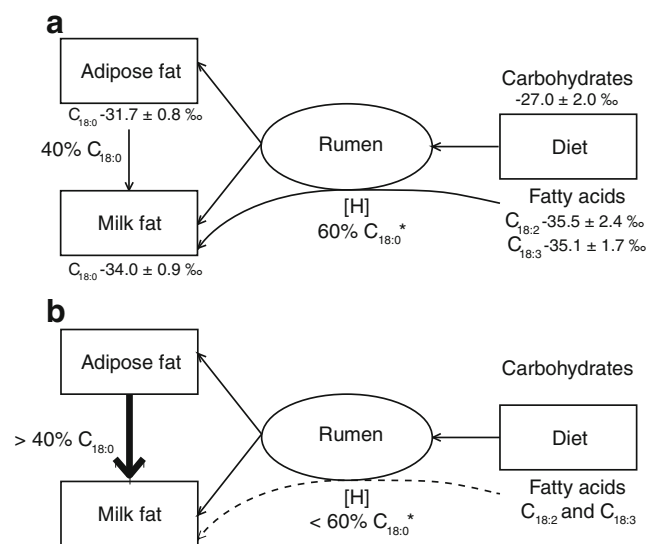 a
Adipose fat
C18:0 -31.7 ± 0.8 ‰
40% C18:0
Milk fat
C18:0 -34.0 ± 0.9 ‰
Rumen
[H]
60% C18:0*
Carbohydrates
-27.0 ± 2.0 ‰
Diet
Fatty acids
C18:2 -35.5 ± 2.4 ‰
C18:3 -35.1 ± 1.7 ‰
b
Adipose fat
> 40% C18:0
Milk fat
Rumen
[H]
< 60% C18:0*
Carbohydrates
Diet
Fatty acids
C18:2 and C18:3